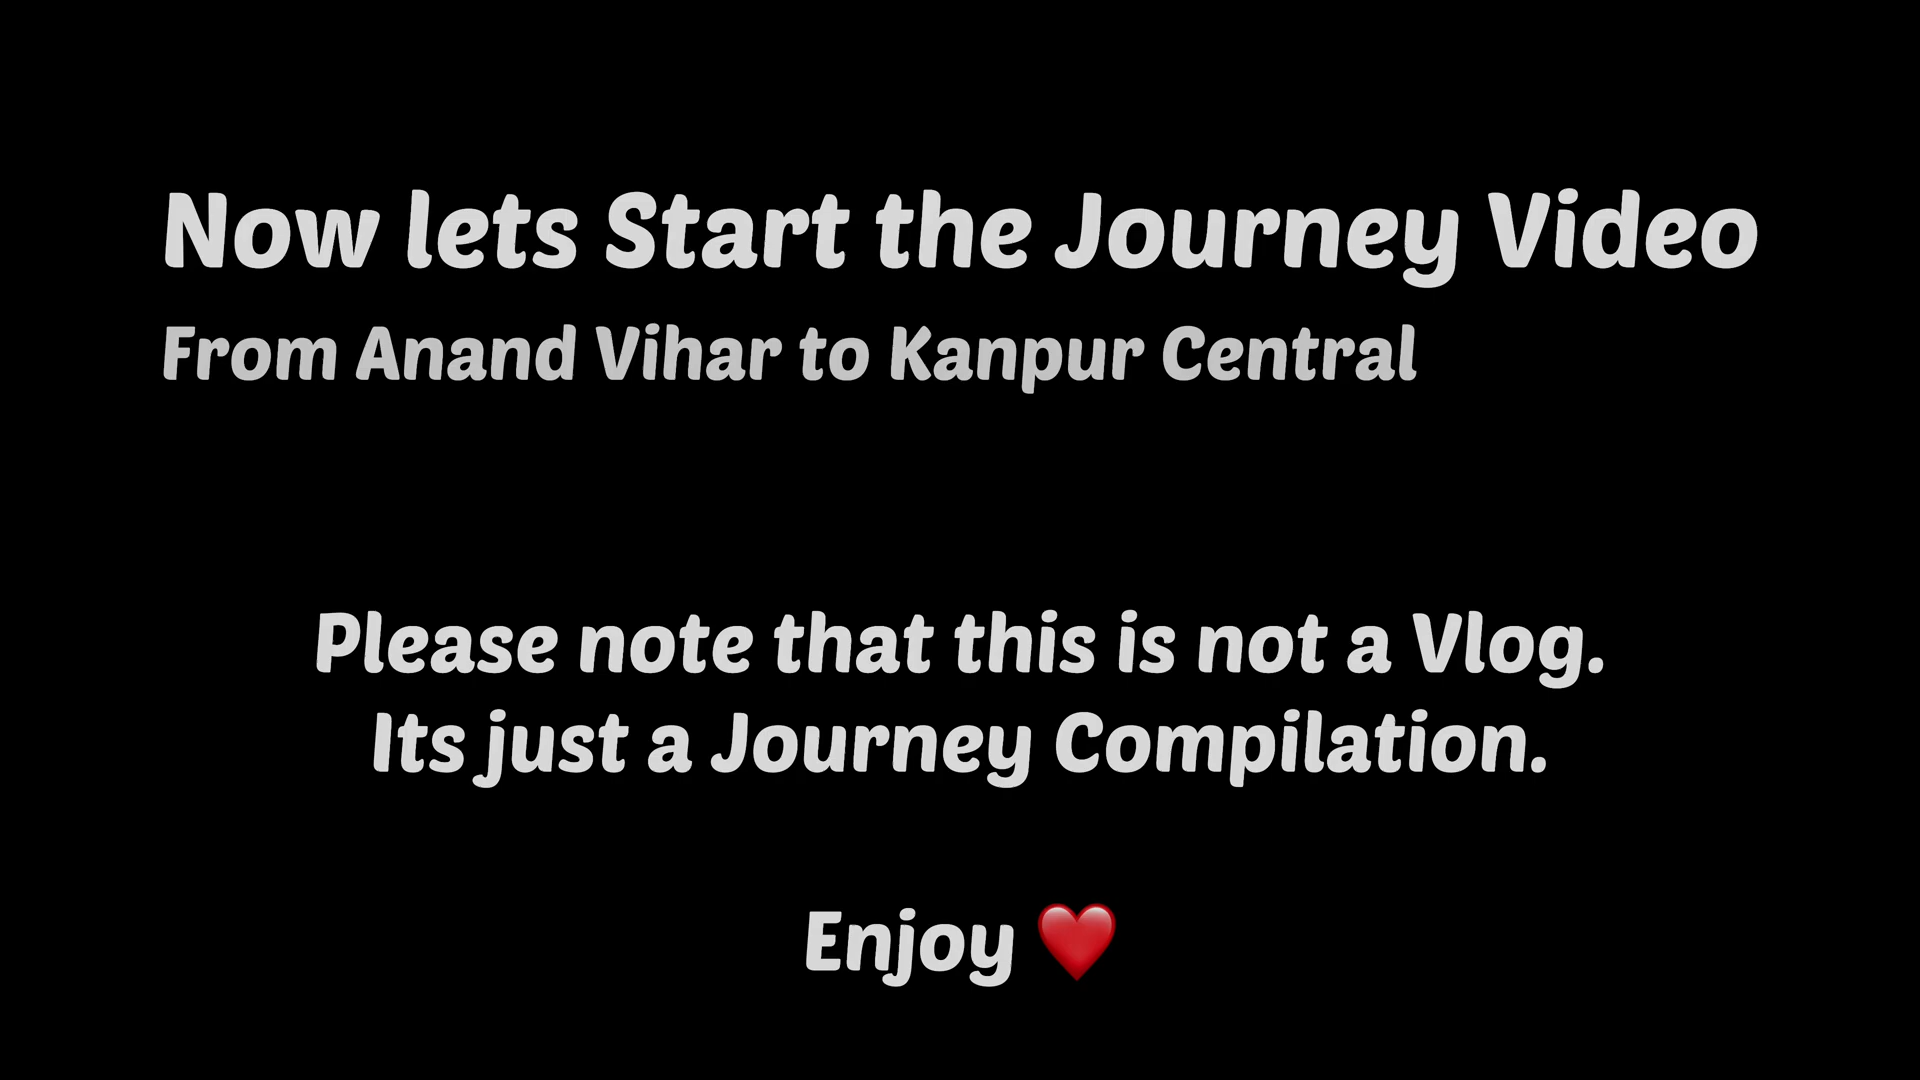 Now lets Start the Journey Video
From Anand Vihar to Kanpur Central
Please note that this is not a Vlog.
Its just a Journey Compilation.
Enjoy ❤️